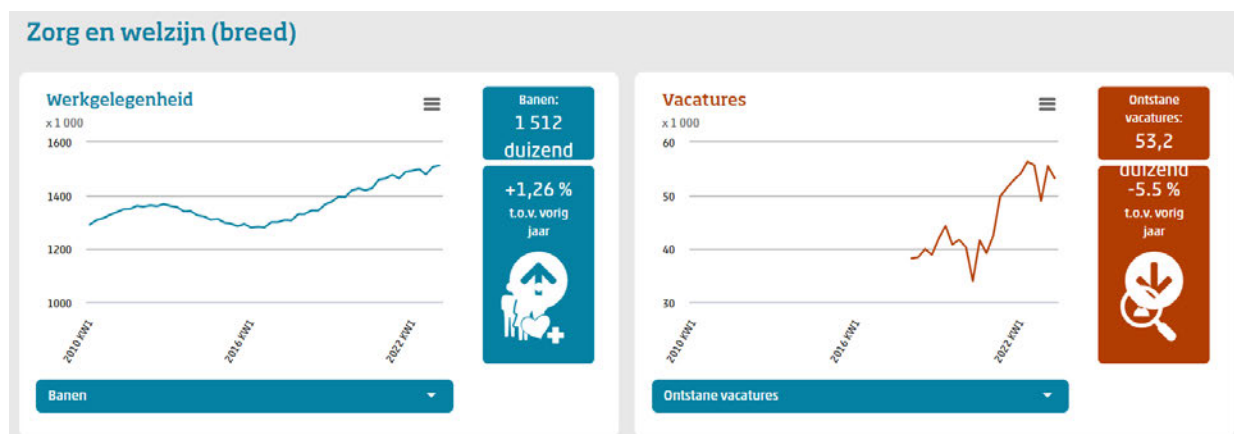 Zorg en welzijn (breed)
Werkgelegenheid
x 1 000
1600
1400
1200
1000
2010 KW1
2016 KW1
2022 KW1
Banen
Banen:
1 512
duizend
+1,26 %
t.o.v. vorig
jaar
Vacatures
x 1 000
60
50
40
30
2010 KW1
2016 KW1
2022 KW1
Ontstane vacatures
Ontstane
vacatures:
53,2
duizend
-5.5 %
t.o.v. vorig
jaar